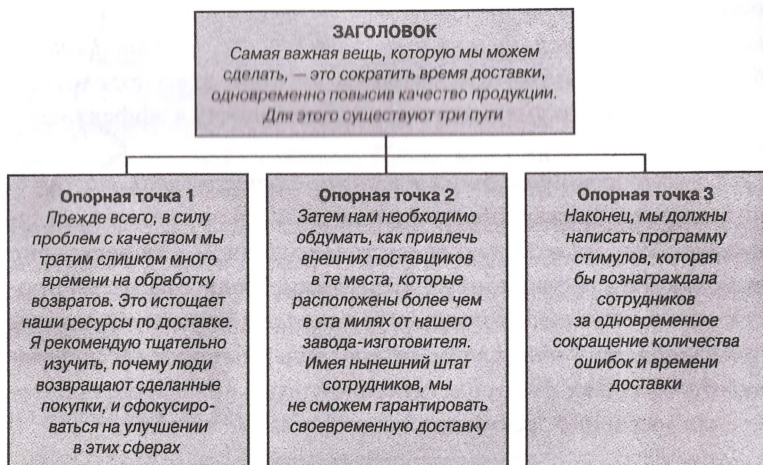 ЗАГОЛОВОК
Самая важная вещь, которую мы можем
сделать, — это сократить время доставки,
одновременно повысив качество продукции.
Для этого существуют три пути
Опорная точка 1
Прежде всего, в силу
проблем с качеством мы
тратим слишком много
времени на обработку
возвратов. Это истощает
наши ресурсы по доставке.
Я рекомендую тщательно
изучить, почему люди
возвращают сделанные
покупки, и сфокусиро-
ваться на улучшении
в этих сферах
Опорная точка 2
Затем нам необходимо
обдумать, как привлечь
внешних поставщиков
в те места, которые
расположены более чем
в ста милях от нашего
завода-изготовителя.
Имея нынешний штат
сотрудников, мы
не сможем гарантировать
своевременную доставку
Опорная точка 3
Наконец, мы должны
написать программу
стимулов, которая
бы вознаграждала
сотрудников
за одновременное
сокращение количества
ошибок и времени
доставки